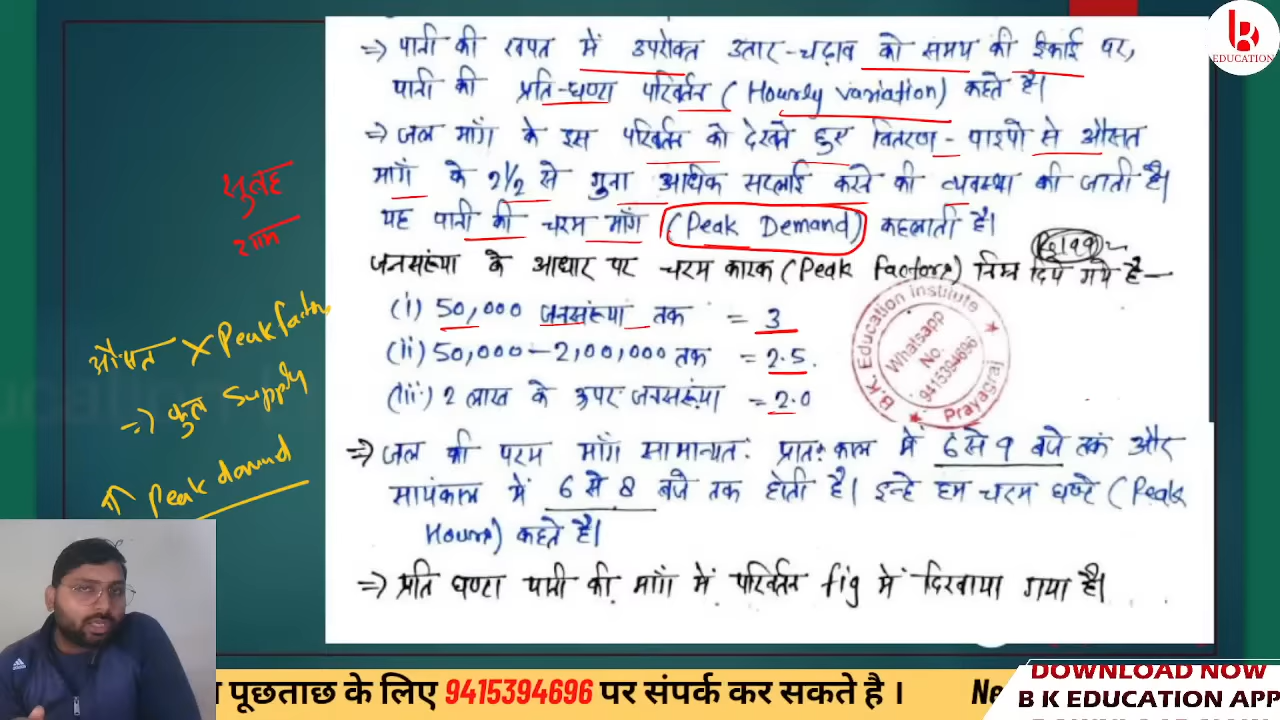 ⇒ पानी की खपत में उपरोक्त उतार-चढ़ाव को समय की ईकाई पर,
पानी की प्रति-घण्टा परिवर्तन (Hourly variation) कहते है।
⇒ जल माँग के इस परिवर्तन को देखते हुए वितरण - पाइपो से औसत
माँग के 2½ से गुना अधिक सप्लाई करने की व्यवस्था की जाती है।
यह पानी की चरम माँग (Peak Demand) कहलाती है।
जनसंख्या के आधार पर चरम कारक (Peak Factors) निम्न दिये गये है—
(i) 50,000 जनसंख्या तक = 3
(ii) 50,000-2,00,000 तक = 2.5.
(iii) 2 लाख के ऊपर जनसंख्या = 2.0
⇒ जल की परम माँग सामान्यत: प्रात: काल में 6 से 9 बजे तक और
सायंकाल में 6 से 8 बजे तक होती है। इन्हे हम चरम घण्टे (Peak
Hours) कहते है।
⇒ प्रति घण्टा पानी की माँग में परिवर्तन fig में दिखाया गया है।
सुबह
शाम
औसत × Peak factor
⇒ कुल Supply
Peak demand
B.K. Education institute
Whatsapp
No.
9415394696
Prayagraj
EDUCATION
पूछताछ के लिए 9415394696 पर संपर्क कर सकते है । Ne
DOWNLOAD NOW
B K EDUCATION APP